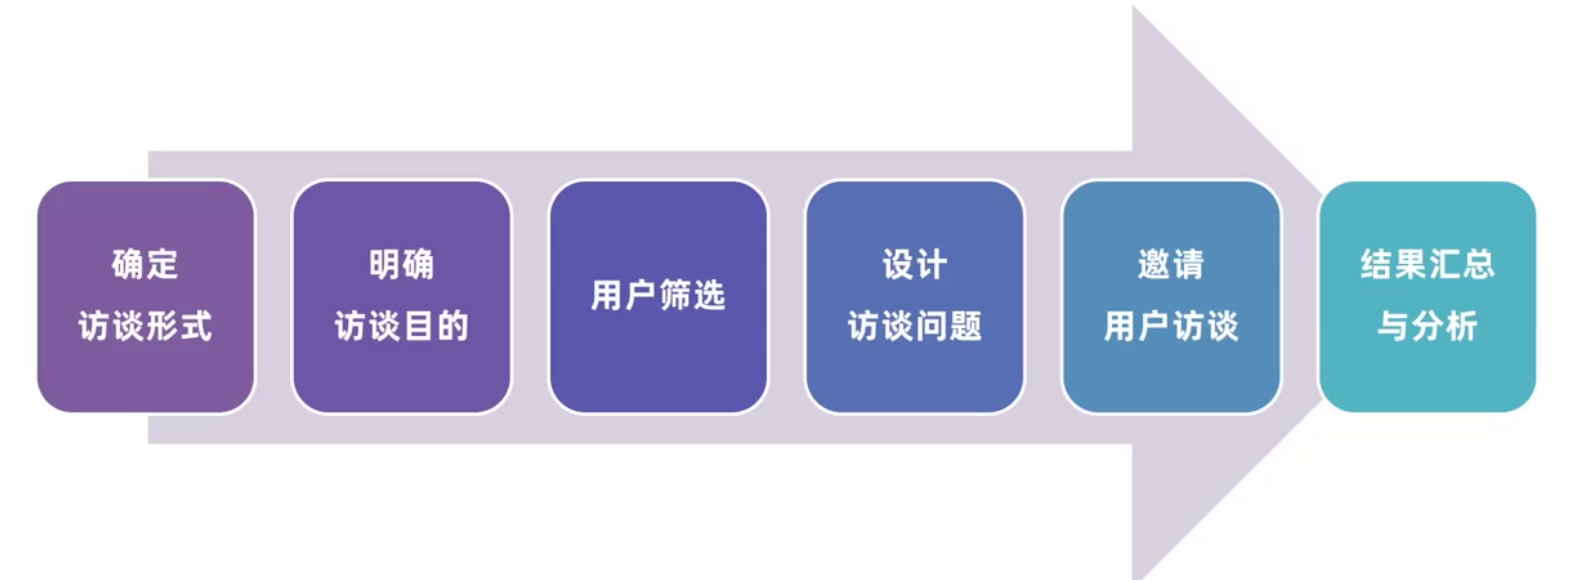 确定
访谈形式
明确
访谈目的
用户筛选
设计
访谈问题
邀请
用户访谈
结果汇总
与分析